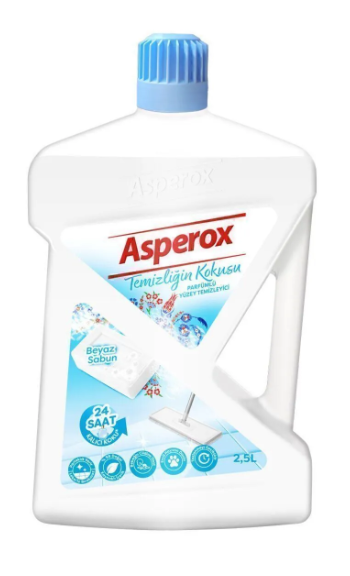 Asperox
Asperox
Temizliğin Kokusu
PARFÜMLÜ
YÜZEY TEMİZLEYİCİ
Beyaz
Sabun
24
SAAT
KALICI KOKU
2,5L